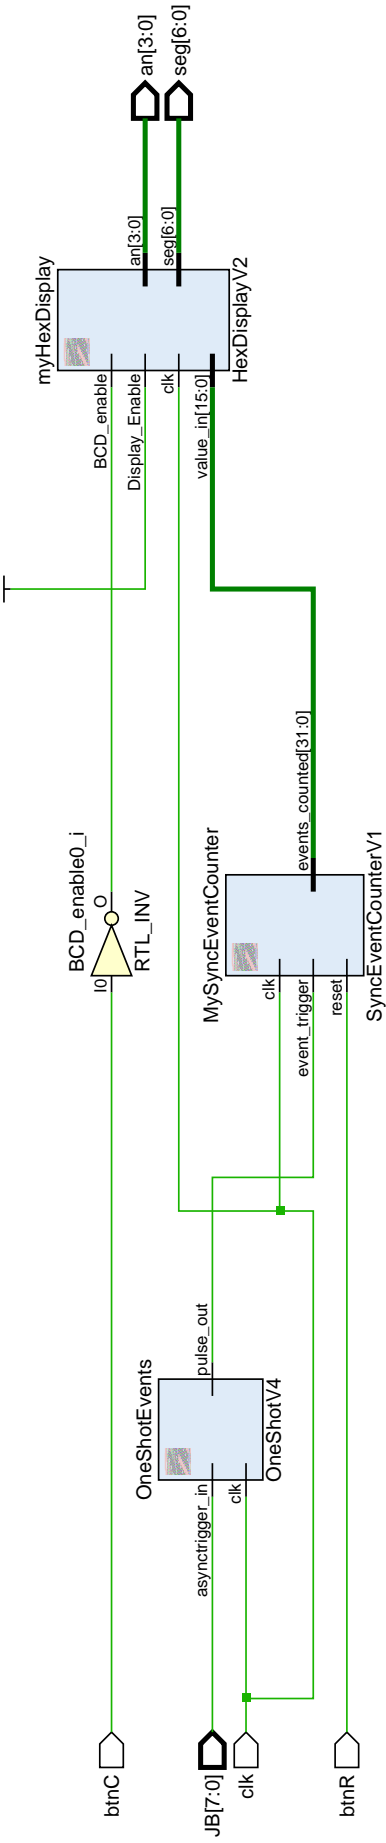 btnC
JB[7:0]
clk
btnR
OneShotEvents
asynctrigger_in
clk
pulse_out
OneShotV4
BCD_enable0_i
I0
O
RTL_INV
MySyncEventCounter
clk
event_trigger
reset
events_counted[31:0]
SyncEventCounterV1
myHexDisplay
BCD_enable
Display_Enable
clk
value_in[15:0]
an[3:0]
seg[6:0]
HexDisplayV2
an[3:0]
seg[6:0]